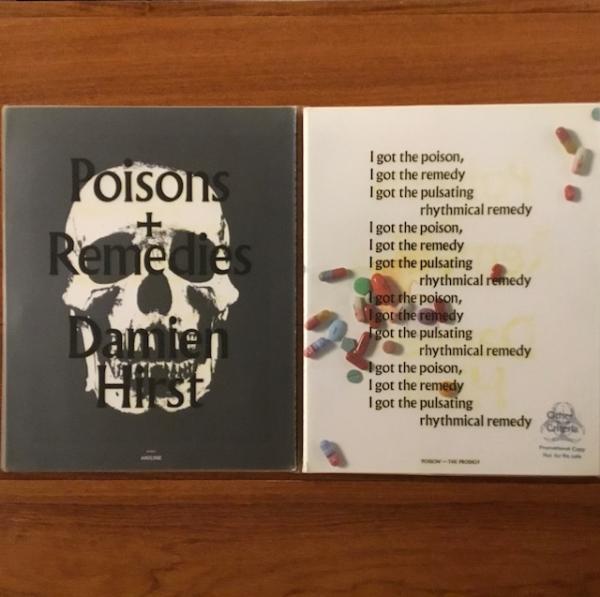 Poisons
+
Remedies
Damien
Hirst
I got the poison,
I got the remedy
I got the pulsating
rhythmical remedy
I got the poison,
I got the remedy
I got the pulsating
rhythmical remedy
I got the poison,
I got the remedy
I got the pulsating
rhythmical remedy
I got the poison,
I got the remedy
I got the pulsating
rhythmical remedy
POISON — THE PRODIGY
Other
Criteria
Promotional Copy
Not for Re-sale